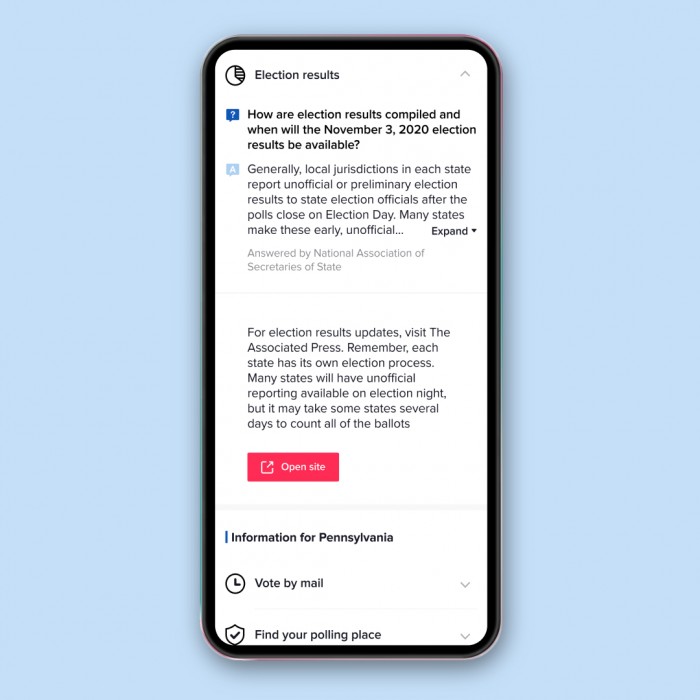 Election results
?
How are election results compiled and
when will the November 3, 2020 election
results be available?
A
Generally, local jurisdictions in each state
report unofficial or preliminary election
results to state election officials after the
polls close on Election Day. Many states
make these early, unofficial... Expand
Answered by National Association of
Secretaries of State
For election results updates, visit The
Associated Press. Remember, each
state has its own election process.
Many states will have unofficial
reporting available on election night,
but it may take some states several
days to count all of the ballots
Open site
Information for Pennsylvania
Vote by mail
Find your polling place